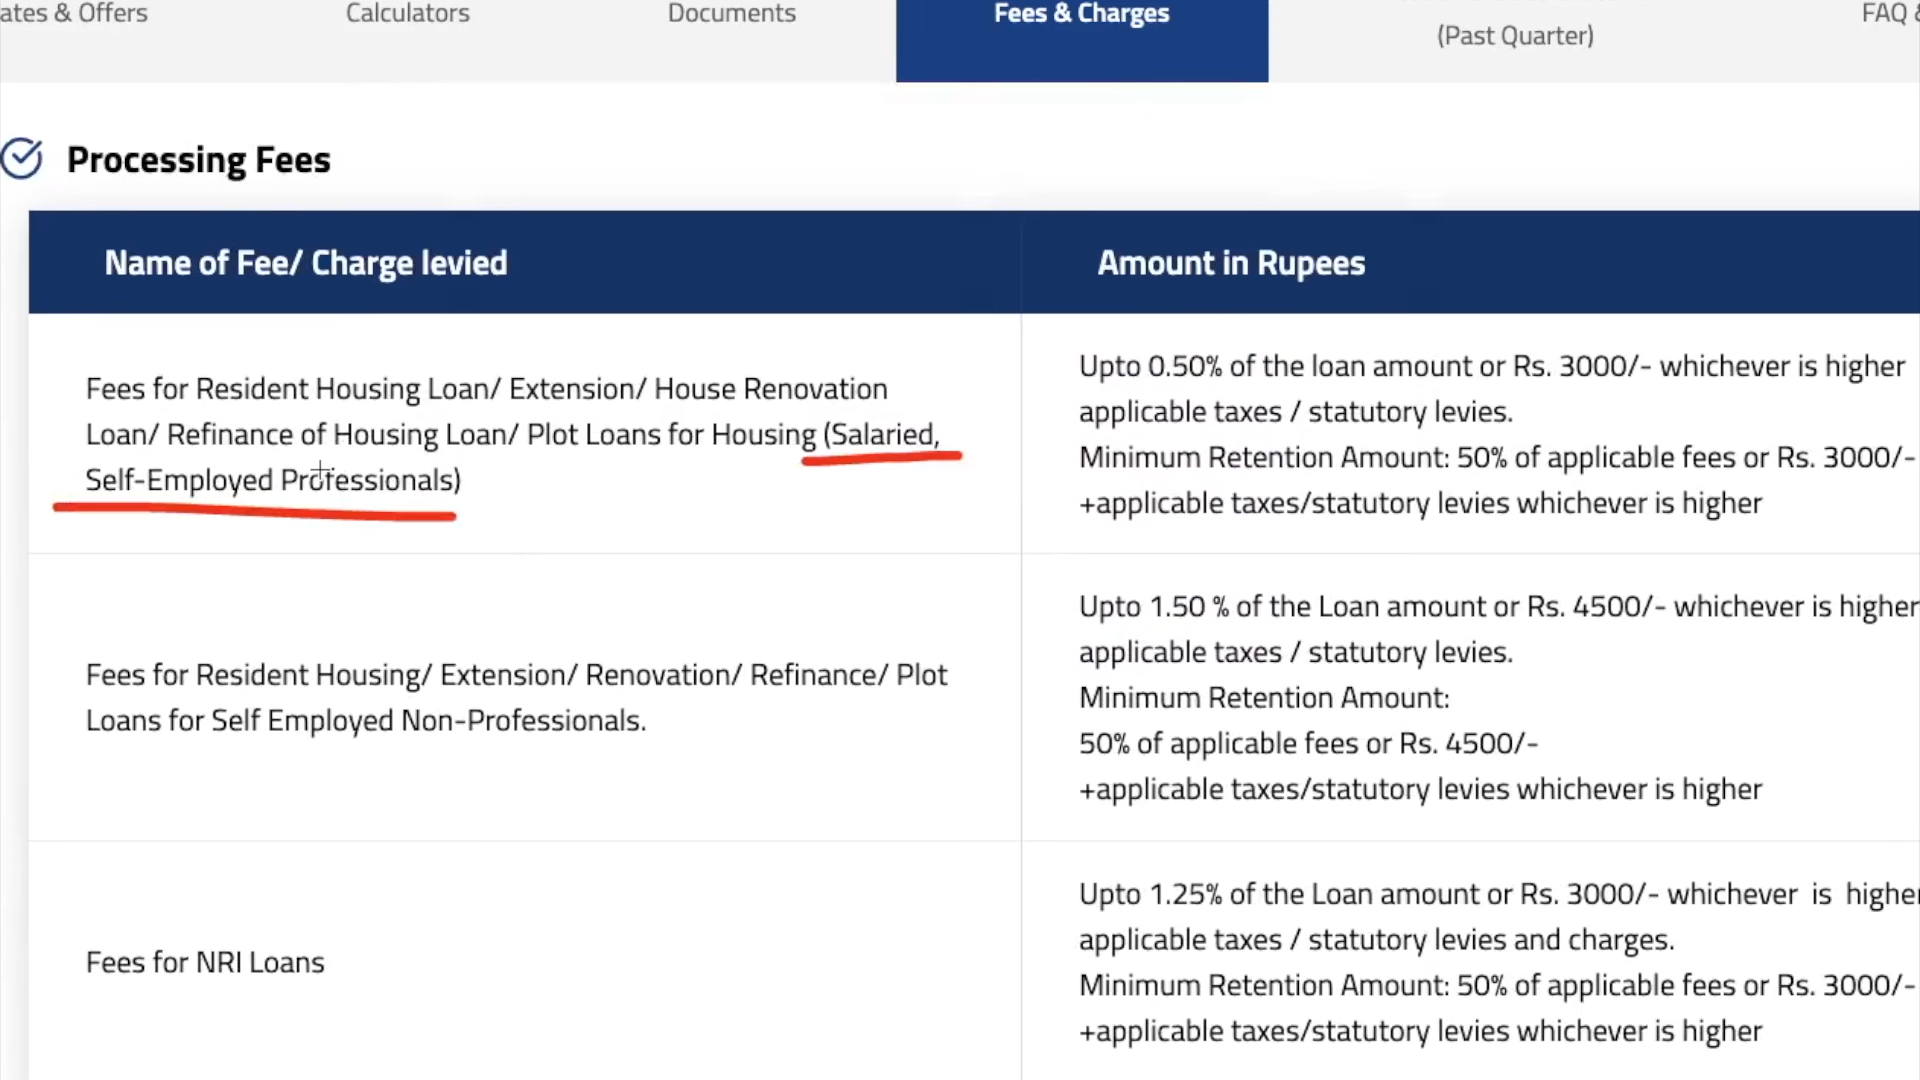 ates & Offers
Calculators
Documents
Fees & Charges
(Past Quarter)
FAQ &
Processing Fees
Name of Fee/ Charge levied
Amount in Rupees
Fees for Resident Housing Loan/ Extension/ House Renovation
Loan/ Refinance of Housing Loan/ Plot Loans for Housing (Salaried,
Self-Employed Professionals)
Upto 0.50% of the loan amount or Rs. 3000/- whichever is higher
applicable taxes / statutory levies.
Minimum Retention Amount: 50% of applicable fees or Rs. 3000/-
+applicable taxes/statutory levies whichever is higher
Fees for Resident Housing/ Extension/ Renovation/ Refinance/ Plot
Loans for Self Employed Non-Professionals.
Upto 1.50 % of the Loan amount or Rs. 4500/- whichever is higher
applicable taxes / statutory levies.
Minimum Retention Amount:
50% of applicable fees or Rs. 4500/-
+applicable taxes/statutory levies whichever is higher
Fees for NRI Loans
Upto 1.25% of the Loan amount or Rs. 3000/- whichever is higher
applicable taxes / statutory levies and charges.
Minimum Retention Amount: 50% of applicable fees or Rs. 3000/-
+applicable taxes/statutory levies whichever is higher